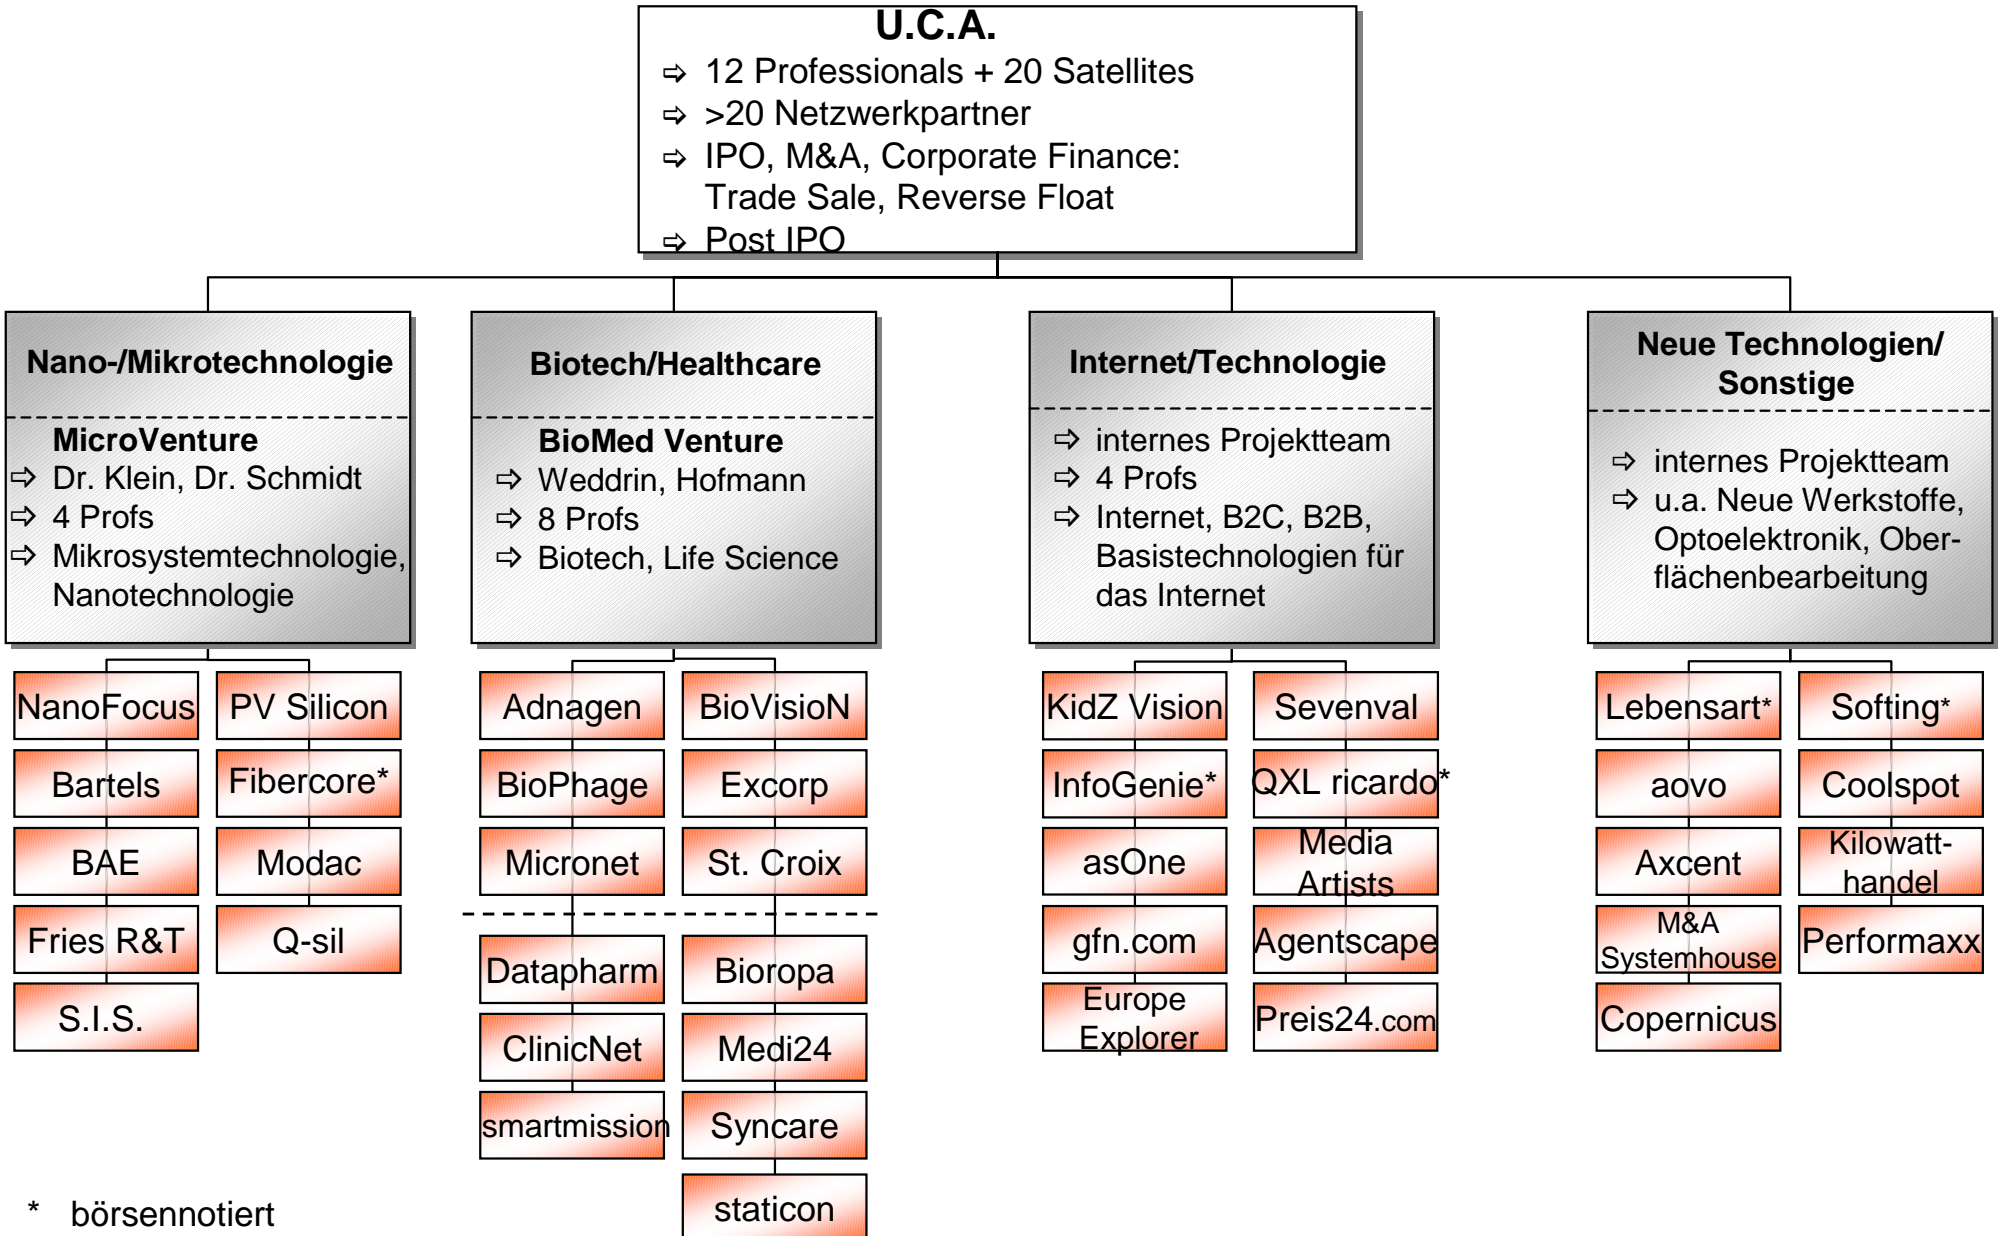 U.C.A.
⇨ 12 Professionals + 20 Satellites
⇨ >20 Netzwerkpartner
⇨ IPO, M&A, Corporate Finance:
Trade Sale, Reverse Float
⇨ Post IPO
Nano-/Mikrotechnologie
MicroVenture
⇨ Dr. Klein, Dr. Schmidt
⇨ 4 Profs
⇨ Mikrosystemtechnologie,
Nanotechnologie
NanoFocus
Bartels
BAE
Fries R&T
S.I.S.
PV Silicon
Fibercore*
Modac
Q-sil
Biotech/Healthcare
BioMed Venture
⇨ Weddrin, Hofmann
⇨ 8 Profs
⇨ Biotech, Life Science
Adnagen
BioPhage
Micronet
Datapharm
ClinicNet
smartmission
BioVisioN
Excorp
St. Croix
Bioropa
Medi24
Syncare
staticon
Internet/Technologie
⇨ internes Projektteam
⇨ 4 Profs
⇨ Internet, B2C, B2B,
Basistechnologien für
das Internet
KidZ Vision
InfoGenie*
asOne
gfn.com
Europe
Explorer
Sevenval
QXL ricardo*
Media
Artists
Agentscape
Preis24.com
Neue Technologien/
Sonstige
⇨ internes Projektteam
⇨ u.a. Neue Werkstoffe,
Optoelektronik, Ober-
flächenbearbeitung
Lebensart*
aovo
Axcent
M&A
Systemhouse
Copernicus
Softing*
Coolspot
Kilowatt-
handel
Performaxx
* börsennotiert